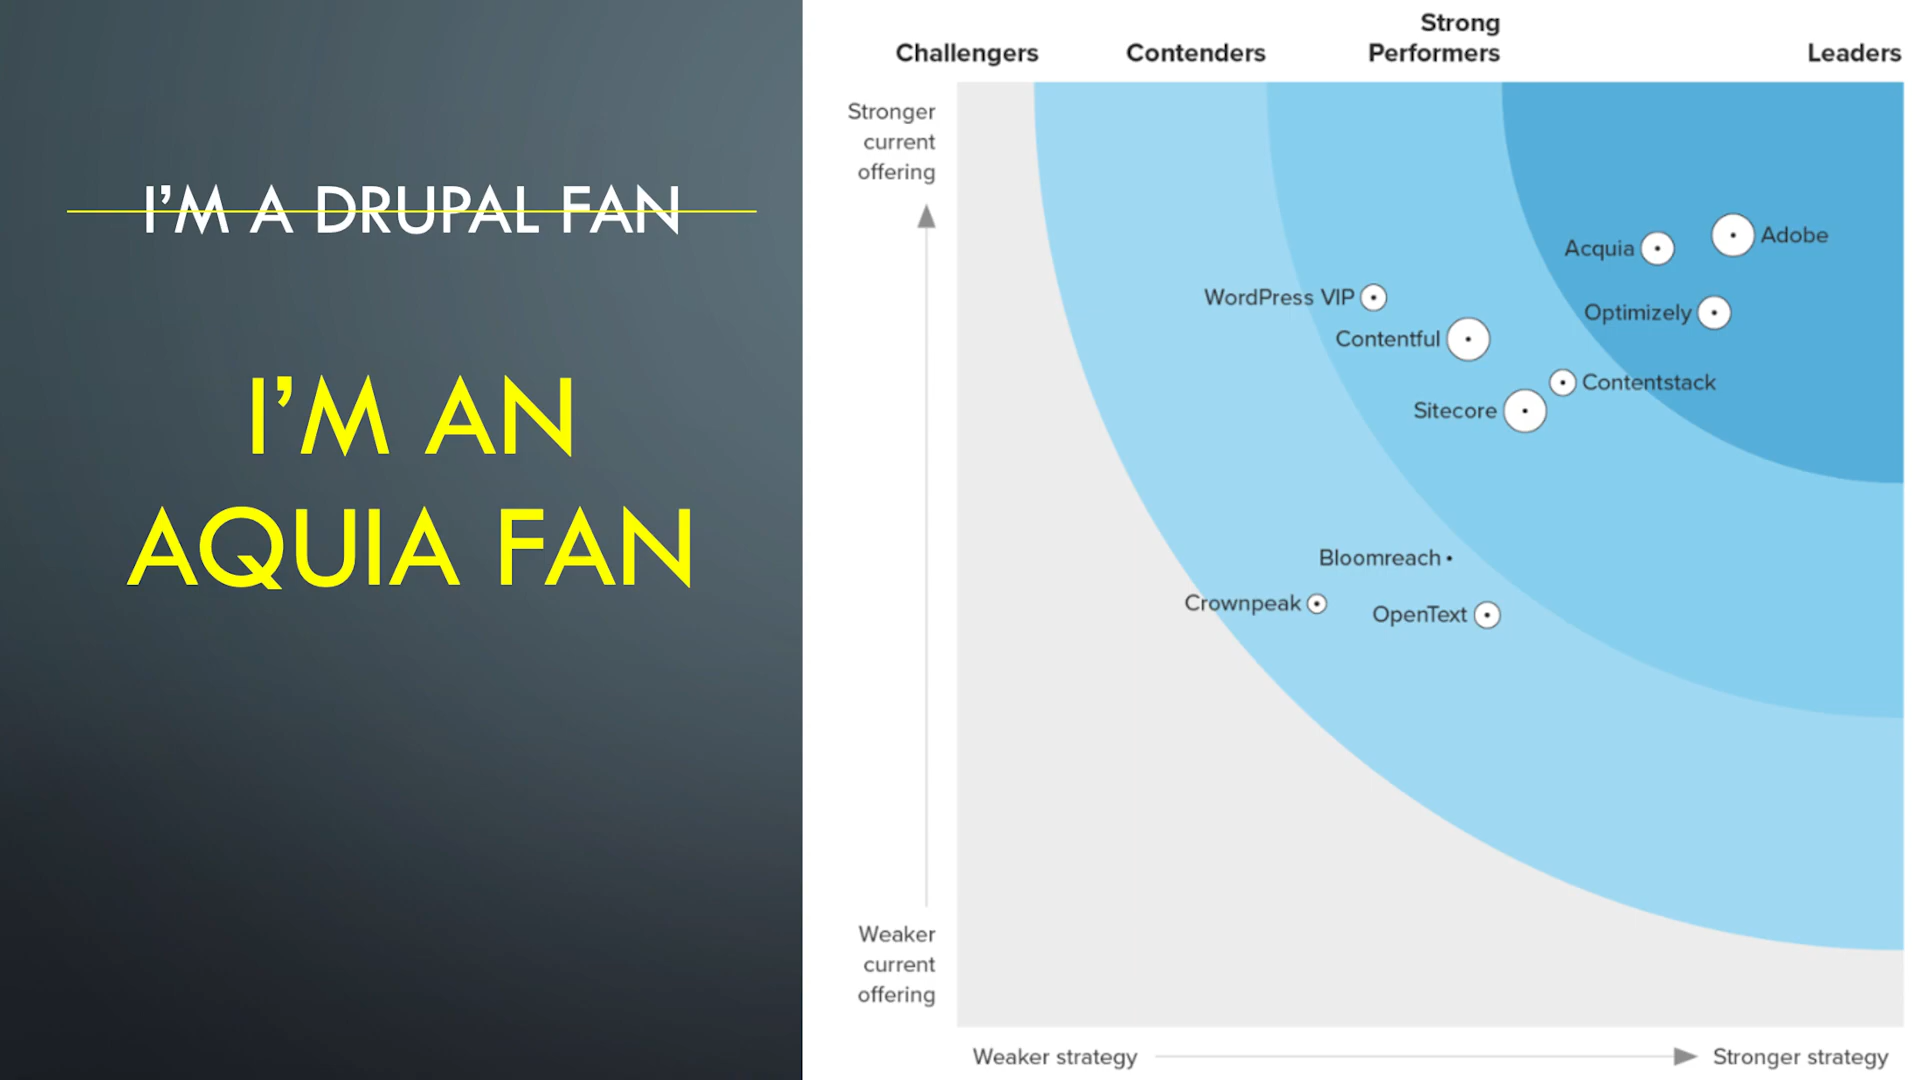 I'M A DRUPAL FAN
I'M AN
AQUIA FAN
Challengers
Contenders
Strong
Performers
Leaders
Stronger
current
offering
Acquia
Adobe
WordPress VIP
Optimizely
Contentful
Contentstack
Sitecore
Bloomreach
Crownpeak
OpenText
Weaker
current
offering
Weaker strategy
Stronger strategy